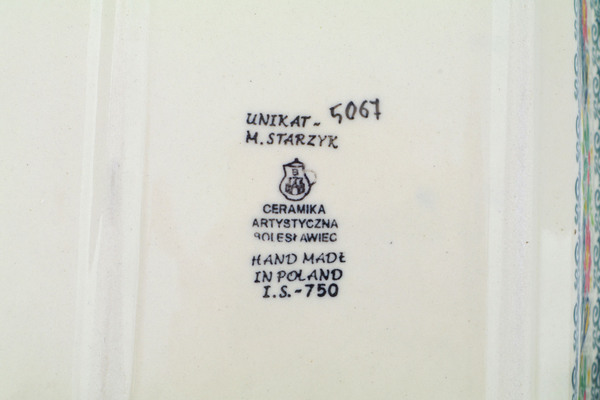 UNIKAT- 5067
M. STARZYK
B
CERAMIKA
ARTYSTYCZNA
BOLESŁAWIEC
HAND MADE
IN POLAND
I.S.-750